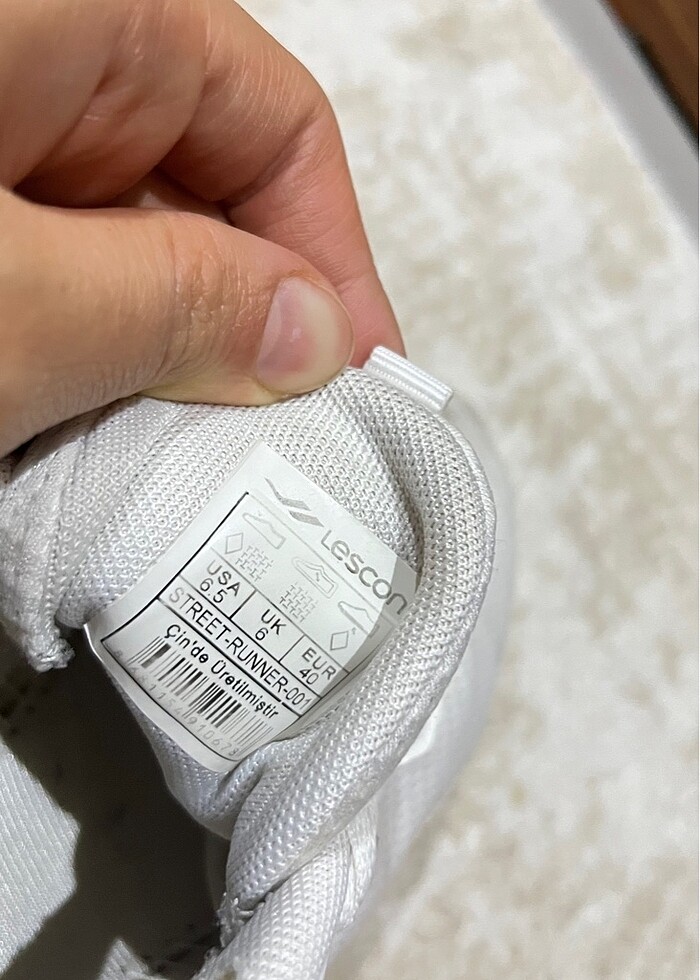 Lescon
USA UK EUR
6.5 6 40
STREET-RUNNER-001
Çin'de Üretilmiştir